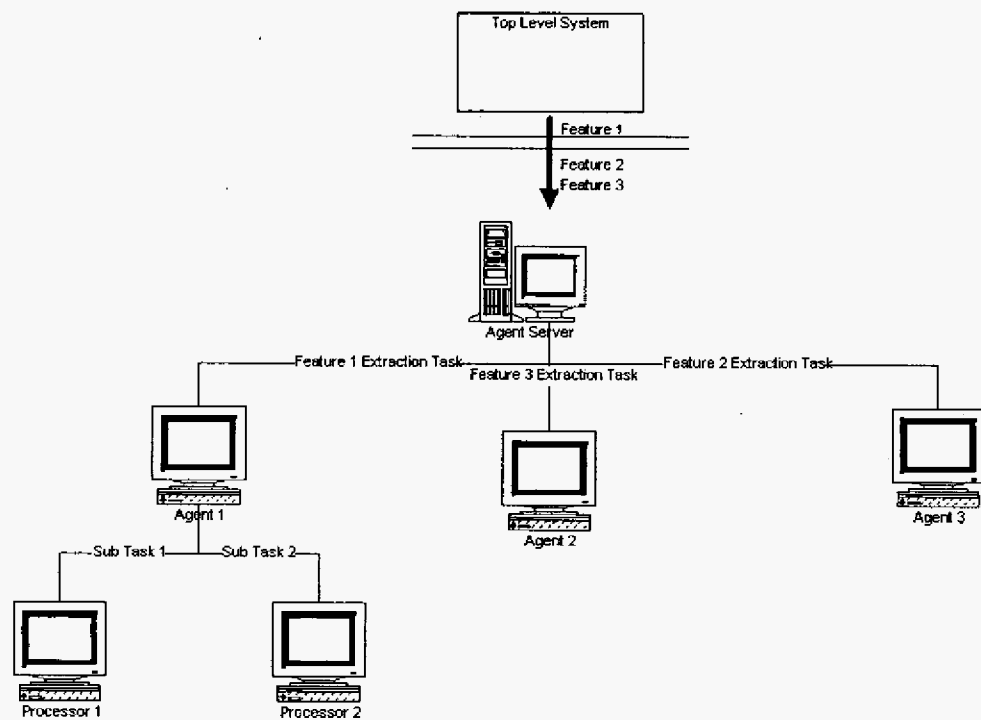 Top Level System
Feature 1
Feature 2
Feature 3
Agent Server
Feature 1 Extraction Task
Feature 3 Extraction Task
Feature 2 Extraction Task
Agent 1
Agent 2
Agent 3
Sub Task 1
Sub Task 2
Processor 1
Processor 2